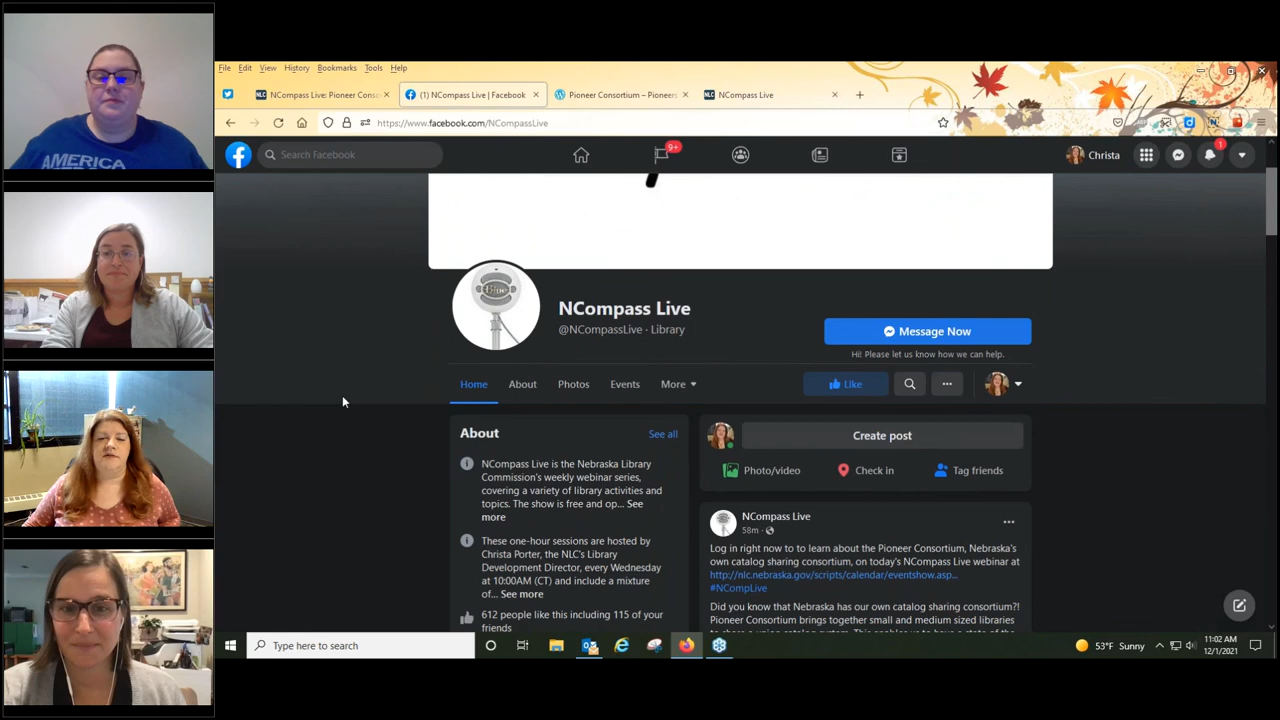 AMERICA
File Edit View History Bookmarks Tools Help
NCompass Live: Pioneer Cons
(1) NCompass Live | Facebook
Pioneer Consortium – Pioneers
NCompass Live
https://www.facebook.com/NCompassLive
Search Facebook
9+
Christa
1
Blue
NCompass Live
@NCompassLive · Library
Message Now
Hi! Please let us know how we can help.
Home About Photos Events More
Like
About
See all
NCompass Live is the Nebraska Library
Commission's weekly webinar series,
covering a variety of library activities and
topics. The show is free and op... See
more
These one-hour sessions are hosted by
Christa Porter, the NLC's Library
Development Director, every Wednesday
at 10:00AM (CT) and include a mixture
of... See more
612 people like this including 115 of your
friends
Create post
Photo/video
Check in
Tag friends
NCompass Live
58m
Log in right now to to learn about the Pioneer Consortium, Nebraska's
own catalog sharing consortium, on today's NCompass Live webinar at
http://nlc.nebraska.gov/scripts/calendar/eventshow.asp...
#NCompLive
Did you know that Nebraska has our own catalog sharing consortium?!
Pioneer Consortium brings together small and medium sized libraries
Type here to search
53°F Sunny
11:02 AM
12/1/2021